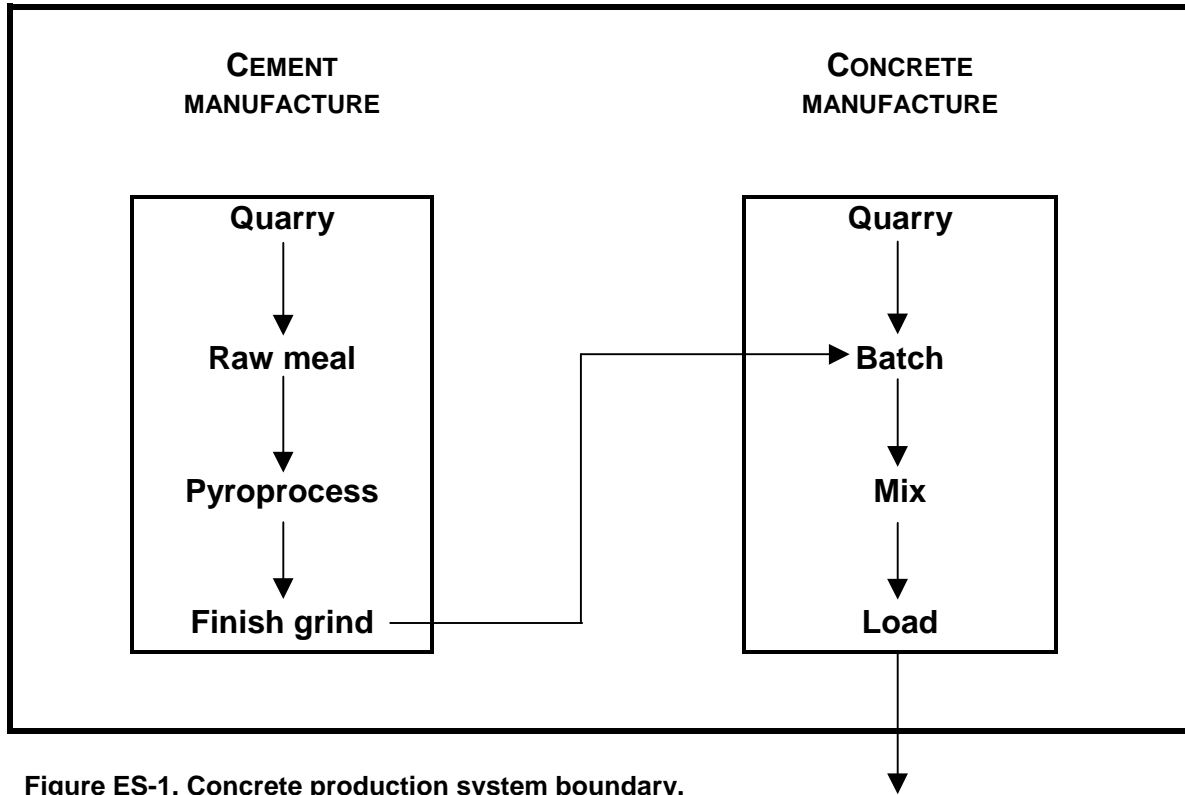 CEMENT
MANUFACTURE
CONCRETE
MANUFACTURE
Quarry
Raw meal
Pyroprocess
Finish grind
Quarry
Batch
Mix
Load
Figure ES-1. Concrete production system boundary.